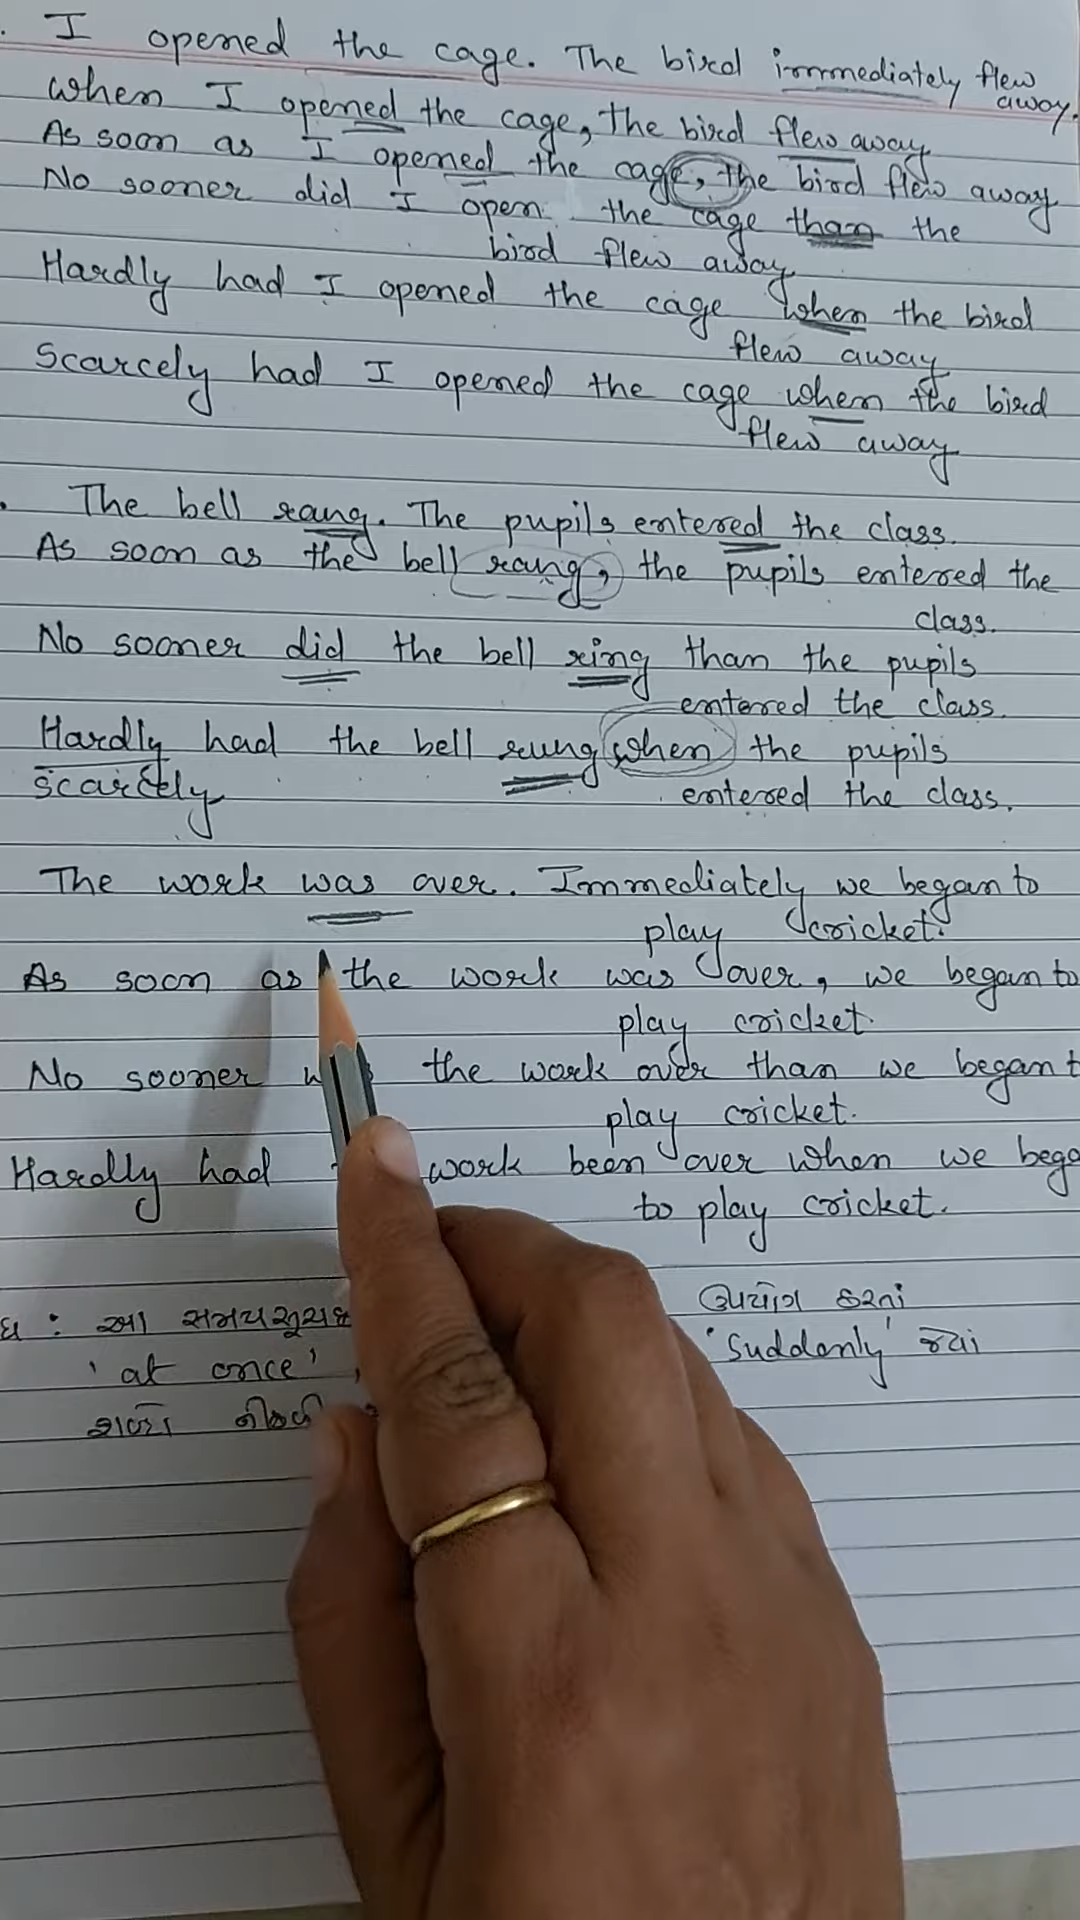 . I opened the cage. The bird immediately flew
away.
when I opened the cage, the bird flew away
As soon as I opened the cage, the bird flew away
No sooner did I open the cage than the
bird flew away
Hardly had I opened the cage when the bird
flew away
Scarcely had I opened the cage when the bird
flew away
. The bell rang. The pupils entered the class.
As soon as the bell rang, the pupils entered the
class.
No sooner did the bell ring than the pupils
entered the class.
Hardly had the bell rung when the pupils
Scarcely entered the class.
The work was over. Immediately we began to
play cricket.
As soon as the work was over, we began to
play cricket.
No sooner the work over than we began t
play cricket.
Hardly had work been over when we bega
to play cricket.
: આ ઉપયોગ કરતાં
'at once', 'suddenly' જેવાં
શબ્દો